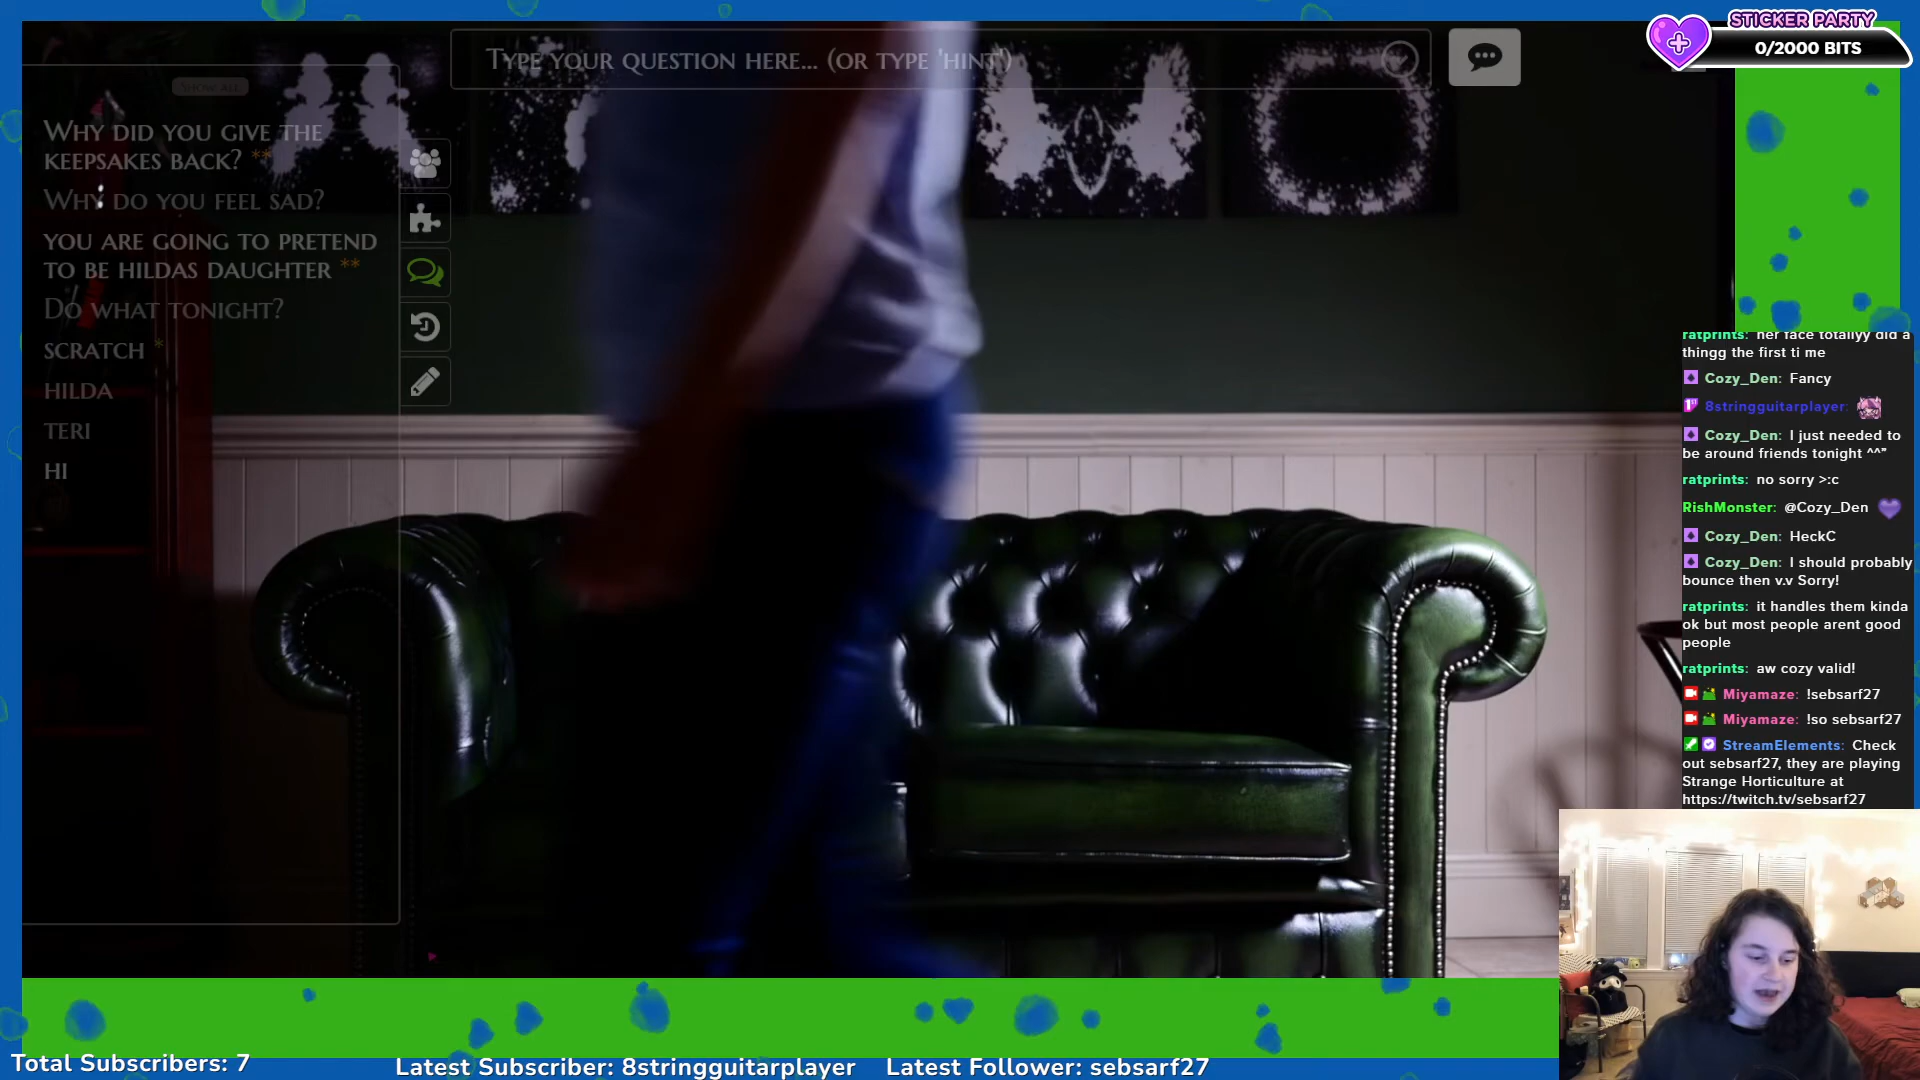 STICKER PARTY
0/2000 BITS
TYPE YOUR QUESTION HERE... (OR TYPE 'HINT')
SHOW ALL
WHY DID YOU GIVE THE
KEEPSAKES BACK? **
WHY DO YOU FEEL SAD?
YOU ARE GOING TO PRETEND
TO BE HILDAS DAUGHTER **
DO WHAT TONIGHT?
SCRATCH *
HILDA
TERI
HI
ratprints: her face totallyy did a
thingg the first ti me
Cozy_Den: Fancy
8stringguitarplayer:
Cozy_Den: I just needed to
be around friends tonight ^^"
ratprints: no sorry >:c
RishMonster: @Cozy_Den
Cozy_Den: HeckC
Cozy_Den: I should probably
bounce then v.v Sorry!
ratprints: it handles them kinda
ok but most people arent good
people
ratprints: aw cozy valid!
Miyamaze: !sebsarf27
Miyamaze: !so sebsarf27
StreamElements: Check
out sebsarf27, they are playing
Strange Horticulture at
https://twitch.tv/sebsarf27
Total Subscribers: 7
Latest Subscriber: 8stringguitarplayer
Latest Follower: sebsarf27